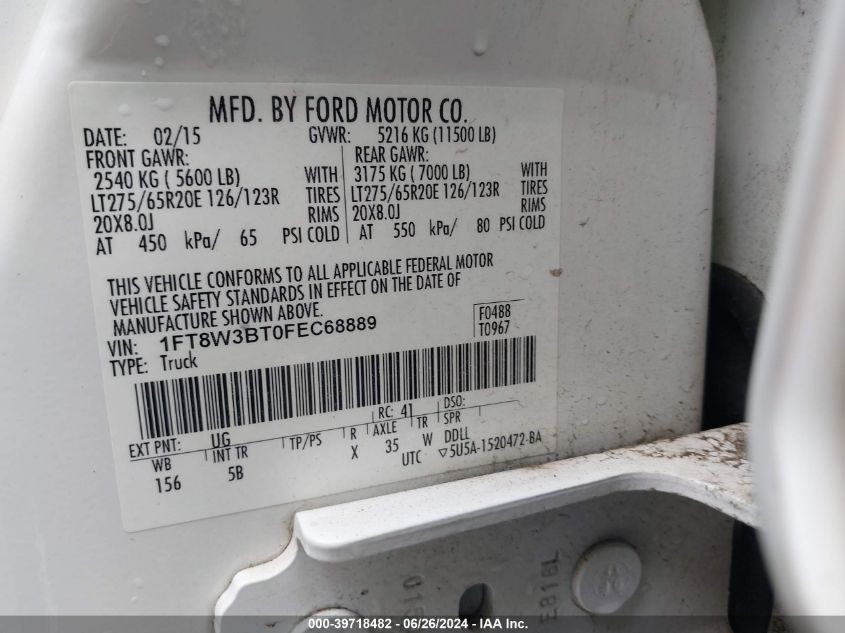 MFD. BY FORD MOTOR CO.
DATE: 02/15 GVWR: 5216 KG (11500 LB)
FRONT GAWR: REAR GAWR:
2540 KG ( 5600 LB) WITH 3175 KG ( 7000 LB) WITH
LT275/65R20E 126/123R TIRES LT275/65R20E 126/123R TIRES
20X8.0J RIMS 20X8.0J RIMS
AT 450 kPa/ 65 PSI COLD AT 550 kPa/ 80 PSI COLD
THIS VEHICLE CONFORMS TO ALL APPLICABLE FEDERAL MOTOR
VEHICLE SAFETY STANDARDS IN EFFECT ON THE DATE OF
MANUFACTURE SHOWN ABOVE.
VIN: 1FT8W3BT0FEC68889 F0488
TYPE: Truck T0967
EXT PNT: UG RC: 41 DSO:
WB INT TR TP/PS R AXLE TR SPR
156 5B X 35 W DDLL
UTC ▽5U5A-1520472-BA
E818L
000-39718482 - 06/26/2024 - IAA Inc.